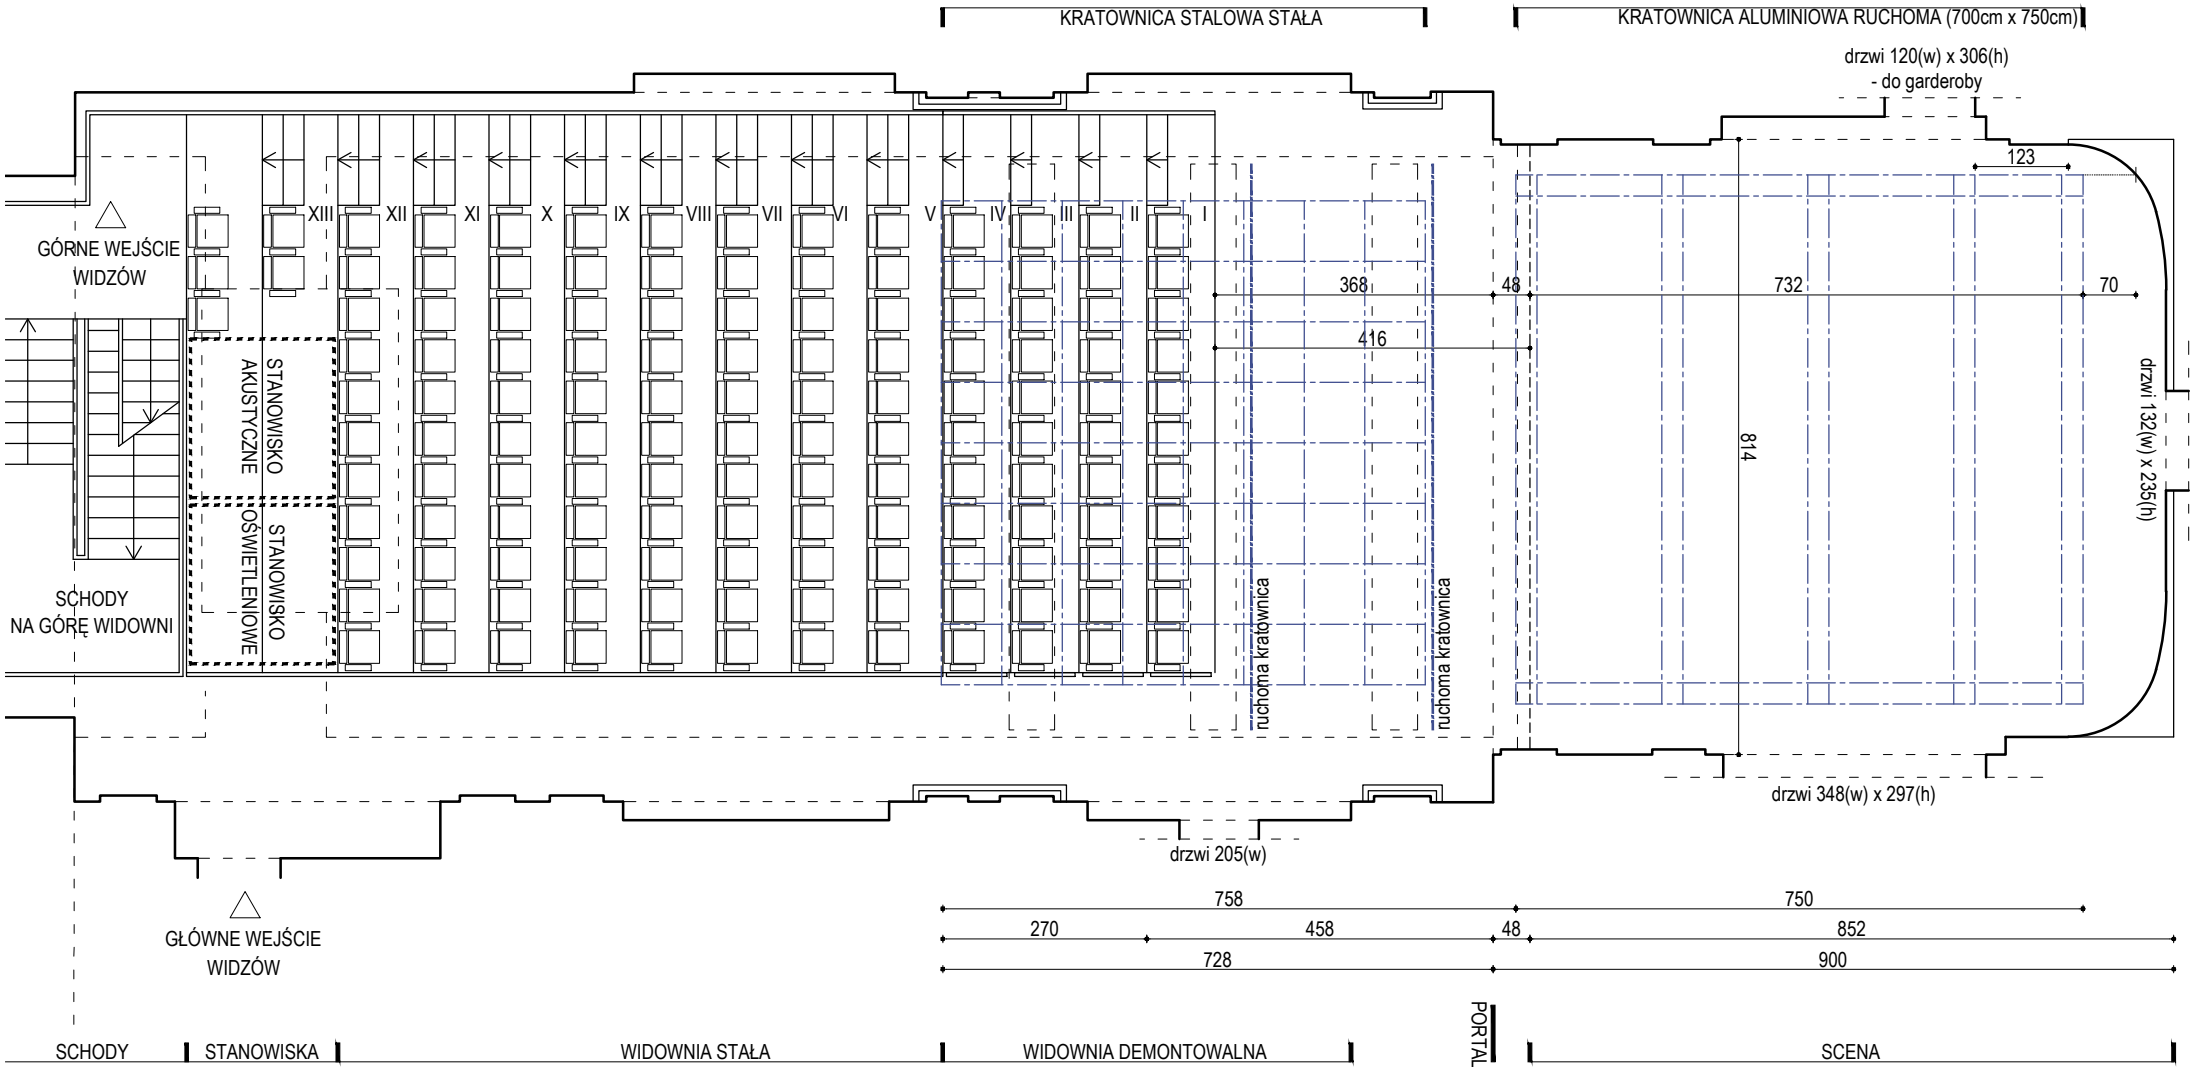 KRATOWNICA STALOWA STAŁA
KRATOWNICA ALUMINIOWA RUCHOMA (700cm x 750cm)
drzwi 120(w) x 306(h)
- do garderoby
123
XIII
XII
XI
X
IX
VIII
VII
VI
V
IV
III
II
I
GÓRNE WEJŚCIE
WIDZÓW
368
48
732
70
416
814
STANOWISKO
AKUSTYCZNE
STANOWISKO
OŚWIETLENIOWE
drzwi 132(w) x 235(h)
SCHODY
NA GÓRĘ WIDOWNI
ruchoma kratownica
ruchoma kratownica
drzwi 348(w) x 297(h)
drzwi 205(w)
GŁÓWNE WEJŚCIE
WIDZÓW
758
750
270
458
48
852
728
900
PORTAL
SCHODY
STANOWISKA
WIDOWNIA STAŁA
WIDOWNIA DEMONTOWALNA
SCENA